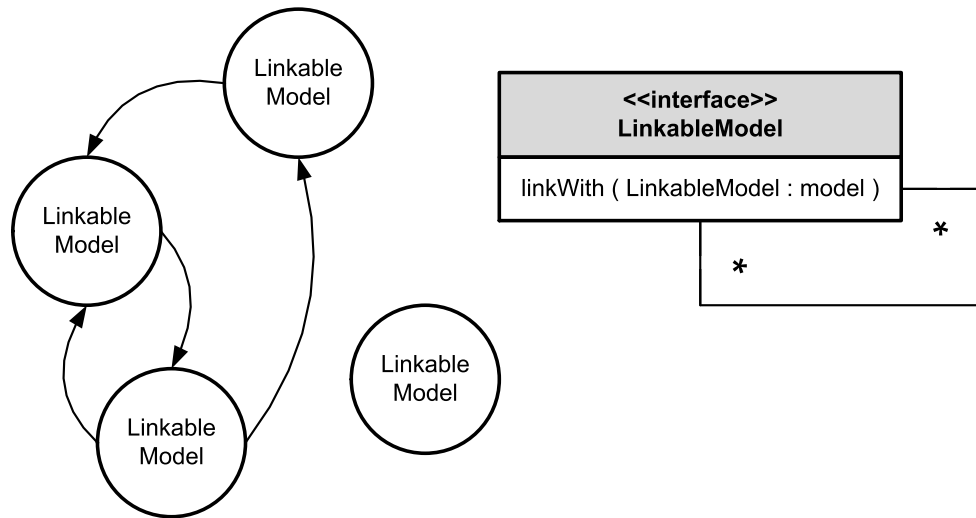 Linkable
Model
<<interface>>
LinkableModel
linkWith ( LinkableModel : model )
*
*
Linkable
Model
Linkable
Model
Linkable
Model